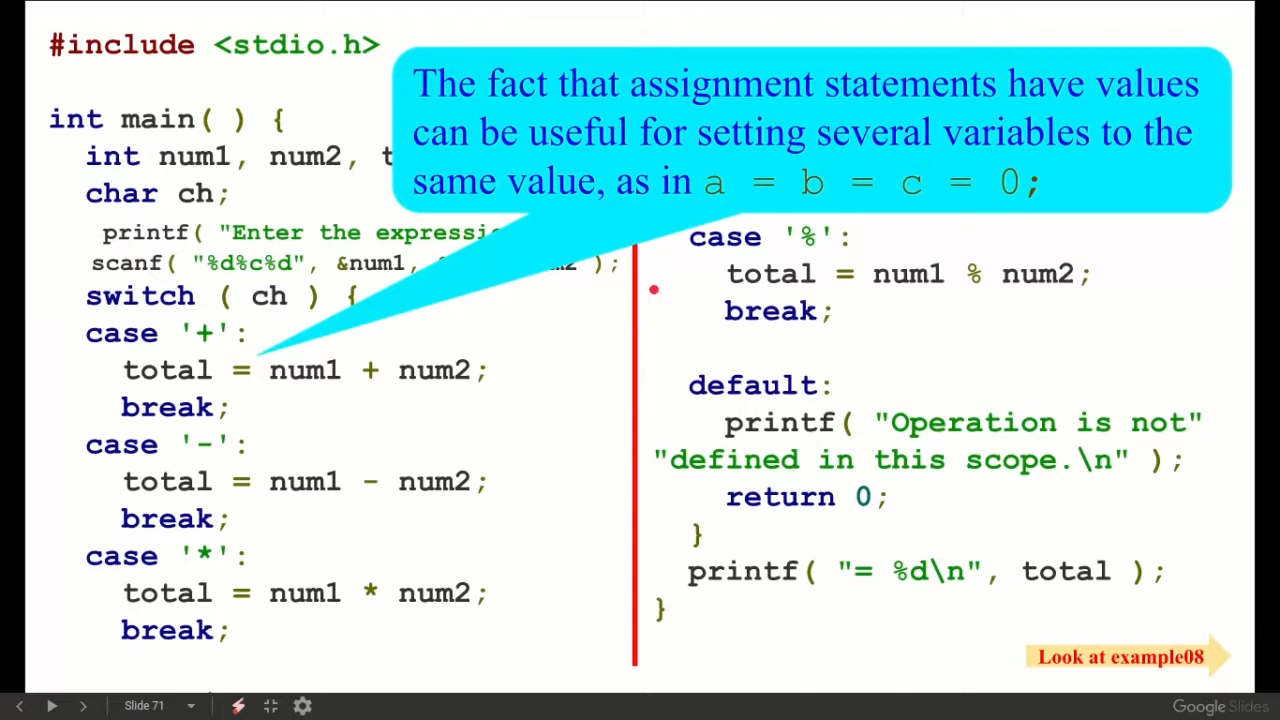 #include <stdio.h>
The fact that assignment statements have values
can be useful for setting several variables to the
same value, as in a = b = c = 0;
int main( ) {
int num1, num2,
char ch;
printf( "Enter the
scanf( "%d%c%d", &num1, );
switch ( ch ) {
case '+':
total = num1 + num2;
break;
case '-':
total = num1 - num2;
break;
case '*':
total = num1 * num2;
break;
case '%':
total = num1 % num2;
break;
default:
printf( "Operation is not"
"defined in this scope.\n" );
return 0;
}
printf( "= %d\n", total );
}
Look at example08
Slide 71
Google Slides